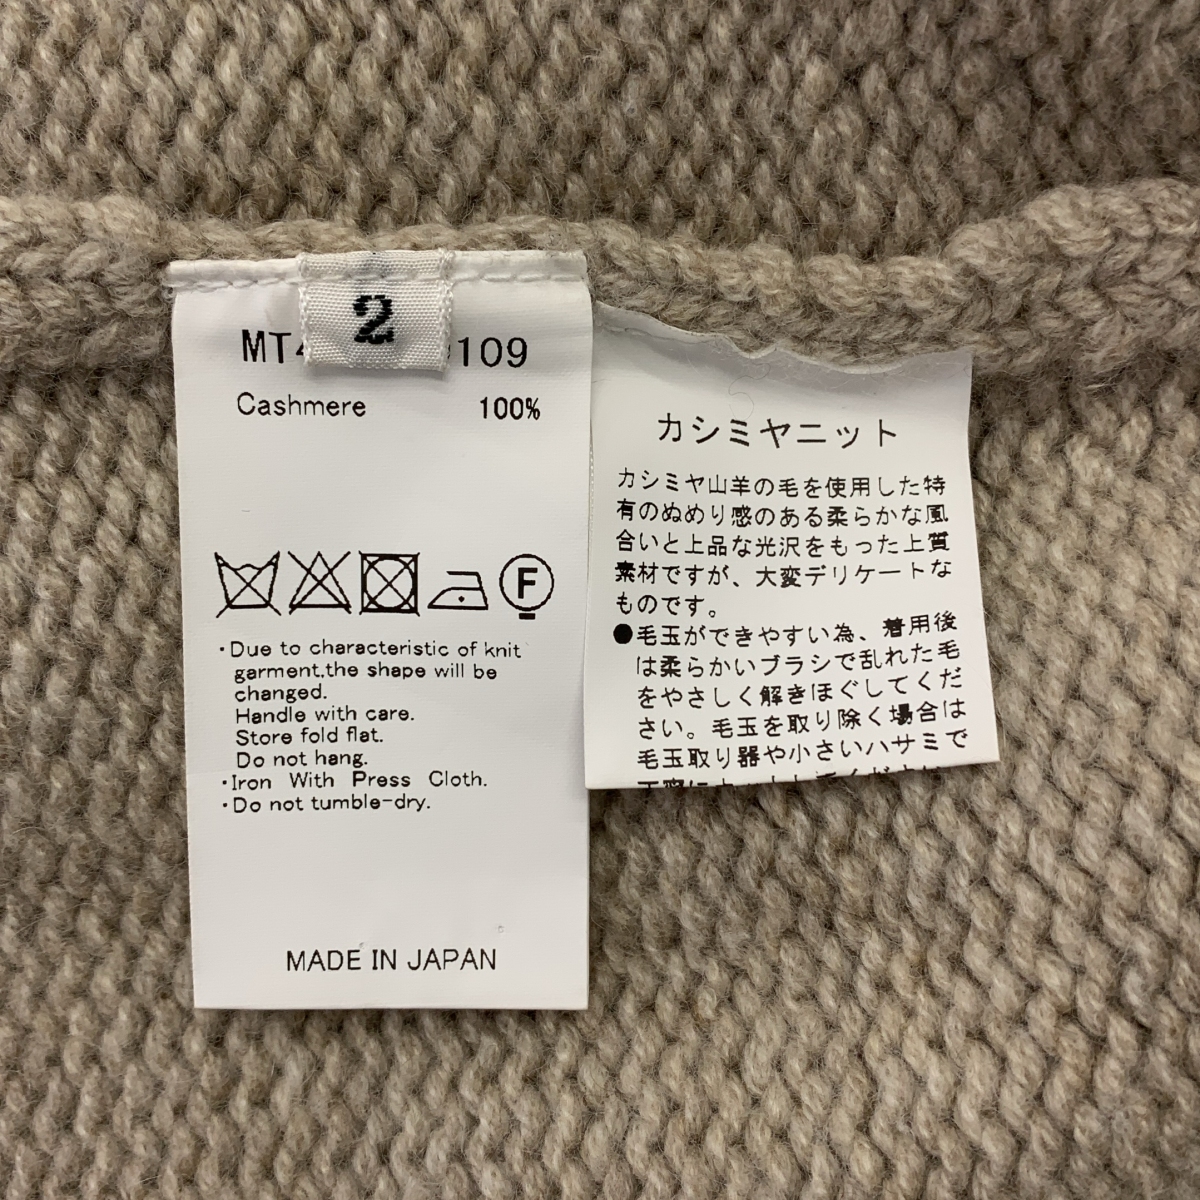 2
Cashmere 100%
F
・Due to characteristic of knit
garment,the shape will be
changed.
Handle with care.
Store fold flat.
Do not hang.
・Iron With Press Cloth.
・Do not tumble-dry.
MADE IN JAPAN
カシミヤニット
カシミヤ山羊の毛を使用した特
有のぬめり感のある柔らかな風
合いと上品な光沢をもった上質
素材ですが、大変デリケートな
ものです。
●毛玉ができやすい為、着用後
は柔らかいブラシで乱れた毛
をやさしく解きほぐしてくだ
さい。毛玉を取り除く場合は
毛玉取り器や小さいハサミで